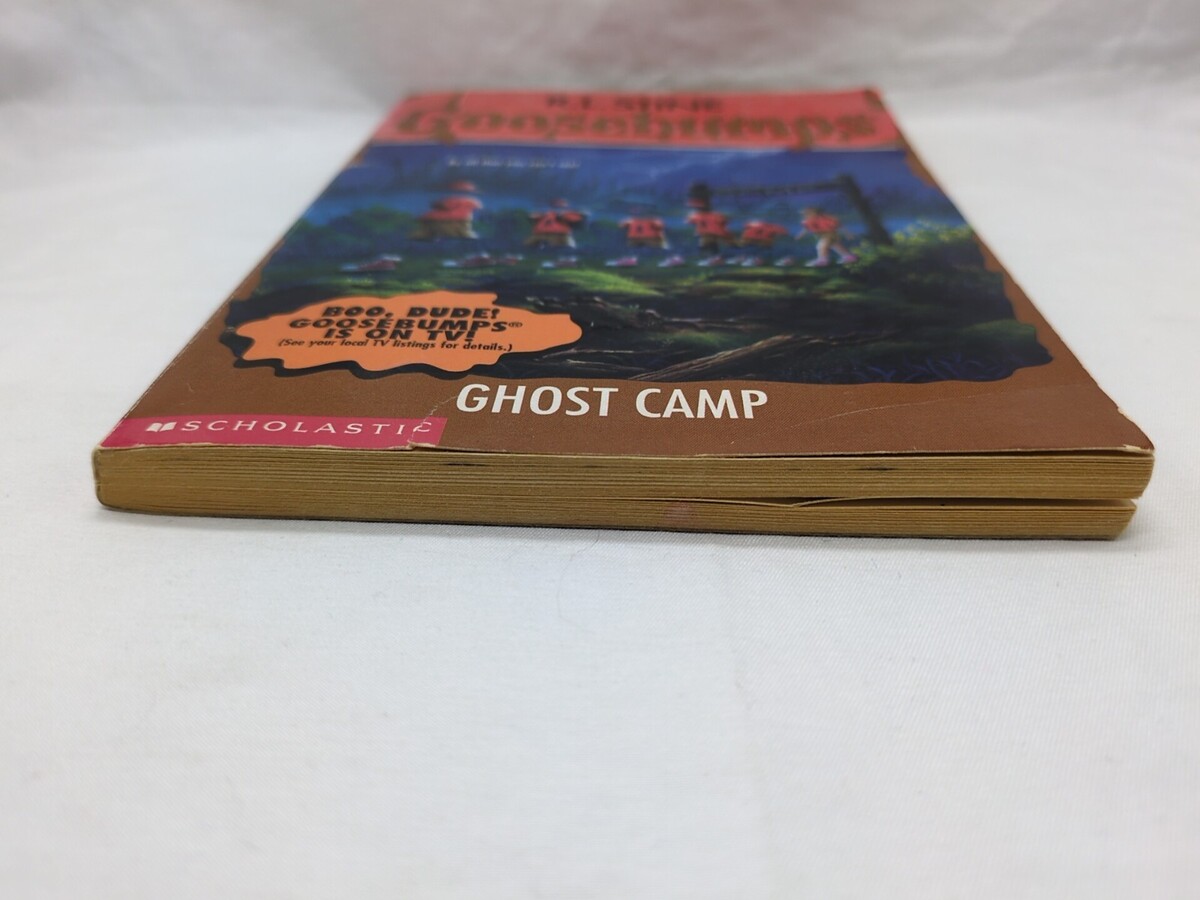 R.L. STINE
Goosebumps
BOO, DUDE!
GOOSEBUMPS®
IS ON TV!
(See your local TV listings for details.)
GHOST CAMP
SCHOLASTIC